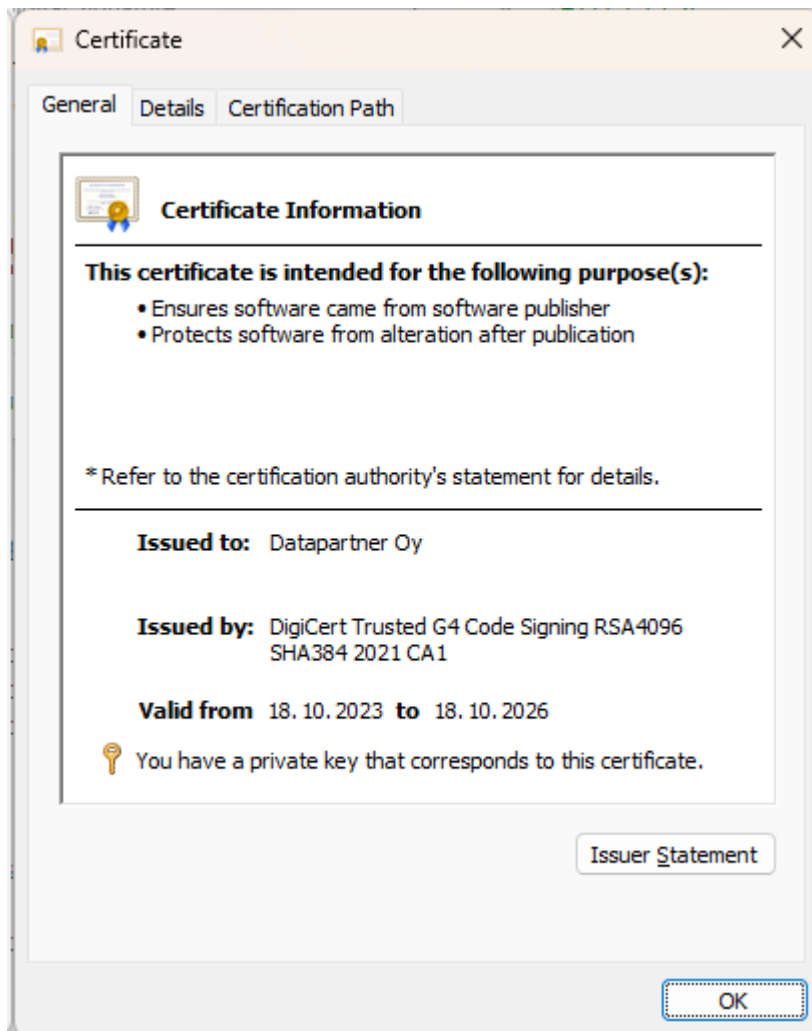 Certificate
General
Details
Certification Path
Certificate Information
This certificate is intended for the following purpose(s):
• Ensures software came from software publisher
• Protects software from alteration after publication
* Refer to the certification authority's statement for details.
Issued to: Datapartner Oy
Issued by: DigiCert Trusted G4 Code Signing RSA4096
SHA384 2021 CA1
Valid from 18. 10. 2023 to 18. 10. 2026
You have a private key that corresponds to this certificate.
Issuer Statement
OK